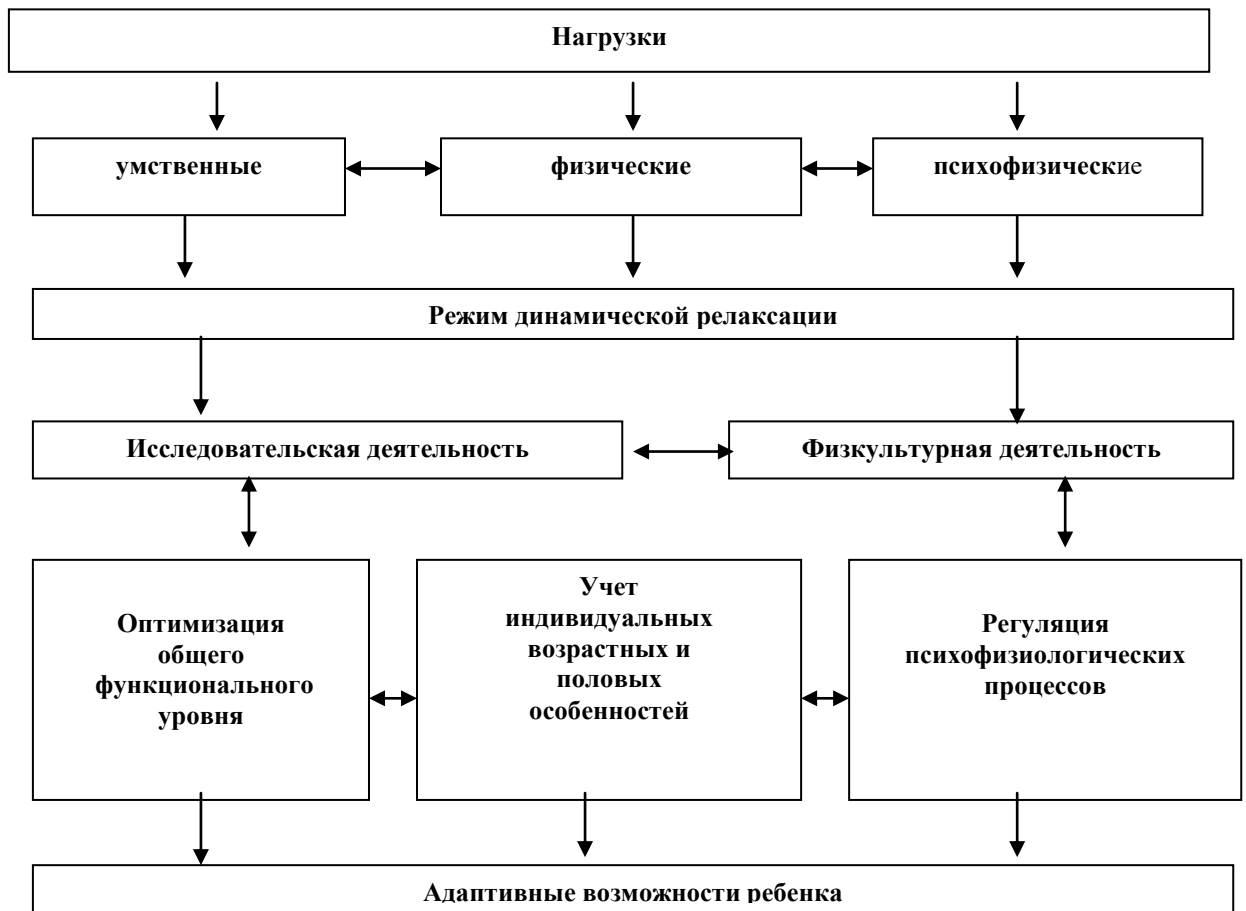 Нагрузки
умственные
физические
психофизические
Режим динамической релаксации
Исследовательская деятельность
Физкультурная деятельность
Оптимизация
общего
функционального
уровня
Учет
индивидуальных
возрастных и
половых
особенностей
Регуляция
психофизиологических
процессов
Адаптивные возможности ребенка